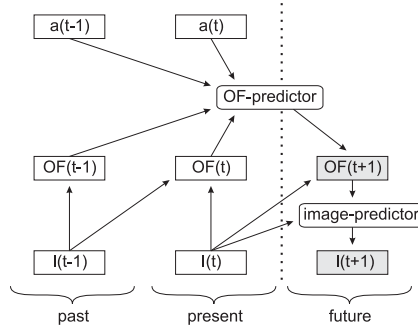 a(t-1) a(t)
OF-predictor
OF(t-1) OF(t) OF(t+1)
image-predictor
I(t-1) I(t) I(t+1)
past present future